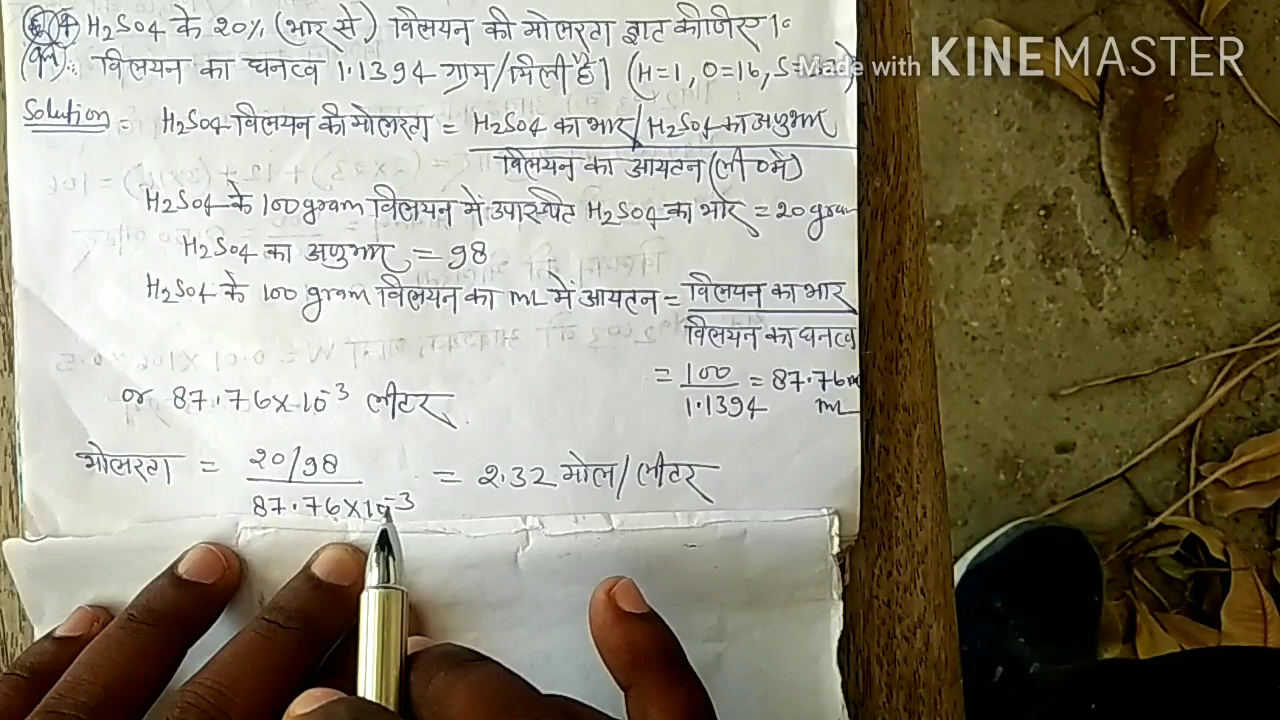 H₂SO₄ के 20% (भार से) विलयन की मोलरता ज्ञात कीजिए।
विलयन का घनत्व 1.1394 ग्राम/मिली है। (H=1, O=16, S=32)
Made with KINEMASTER
Solution = H₂SO₄ विलयन की मोलरता = H₂SO₄ का भार/H₂SO₄ का अणुभार
विलयन का आयतन (ली० में)
H₂SO₄ के 100 gram विलयन में उपस्थित H₂SO₄ का भार = 20 gram
H₂SO₄ का अणुभार = 98
H₂SO₄ के 100 gram विलयन का mL में आयतन = विलयन का भार
विलयन का घनत्व
= 100 = 87.76m
1.1394 mL
or 87.76×10⁻³ लीटर
मोलरता = 20/98 = 2.32 मोल/लीटर
87.76×10⁻³